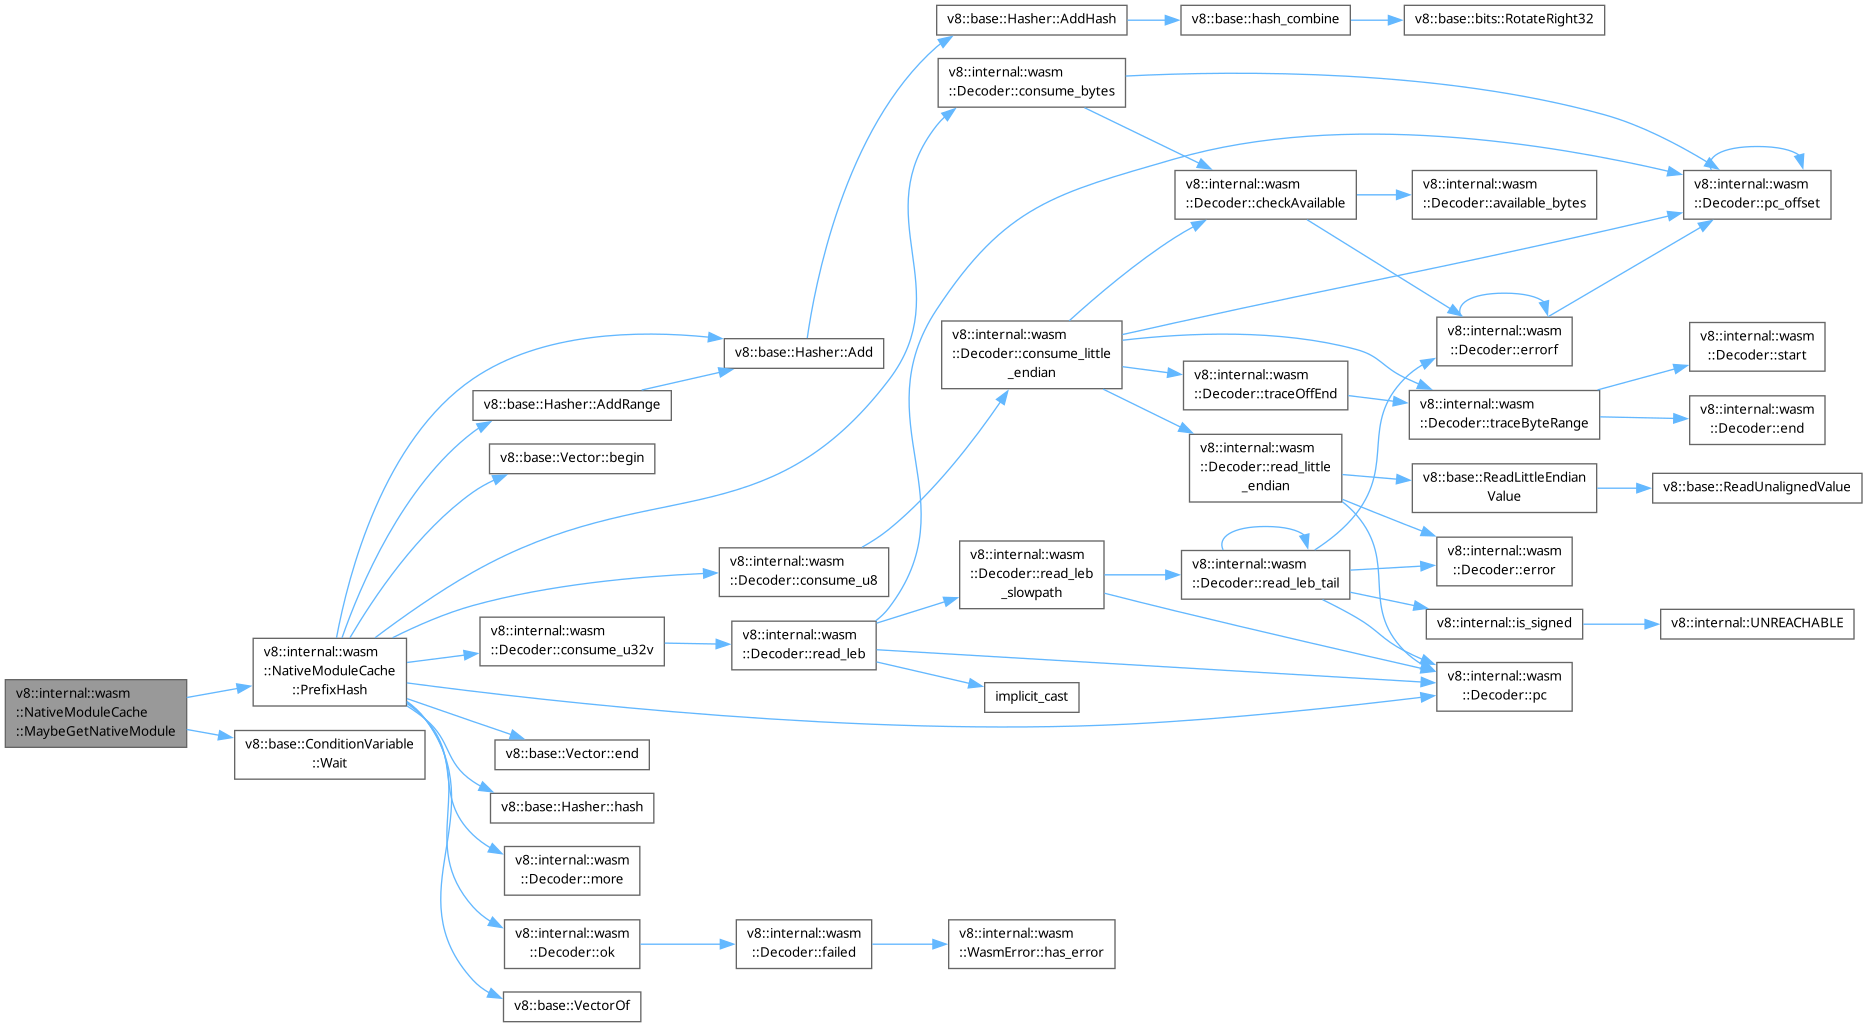 v8::internal::wasm
::NativeModuleCache
::MaybeGetNativeModule
v8::internal::wasm
::NativeModuleCache
::PrefixHash
v8::base::ConditionVariable
::Wait
v8::base::Hasher::AddRange
v8::base::Vector::begin
v8::internal::wasm
::Decoder::consume_u32v
v8::base::Vector::end
v8::base::Hasher::hash
v8::internal::wasm
::Decoder::more
v8::internal::wasm
::Decoder::ok
v8::base::VectorOf
v8::base::Hasher::Add
v8::internal::wasm
::Decoder::consume_u8
v8::internal::wasm
::Decoder::read_leb
v8::internal::wasm
::Decoder::failed
v8::base::Hasher::AddHash
v8::internal::wasm
::Decoder::consume_bytes
v8::internal::wasm
::Decoder::consume_little
_endian
v8::internal::wasm
::Decoder::read_leb
_slowpath
implicit_cast
v8::internal::wasm
::WasmError::has_error
v8::base::hash_combine
v8::internal::wasm
::Decoder::checkAvailable
v8::internal::wasm
::Decoder::traceOffEnd
v8::internal::wasm
::Decoder::read_little
_endian
v8::internal::wasm
::Decoder::read_leb_tail
v8::base::bits::RotateRight32
v8::internal::wasm
::Decoder::available_bytes
v8::internal::wasm
::Decoder::errorf
v8::internal::wasm
::Decoder::traceByteRange
v8::base::ReadLittleEndian
Value
v8::internal::wasm
::Decoder::error
v8::internal::is_signed
v8::internal::wasm
::Decoder::pc
v8::internal::wasm
::Decoder::pc_offset
v8::internal::wasm
::Decoder::start
v8::internal::wasm
::Decoder::end
v8::base::ReadUnalignedValue
v8::internal::UNREACHABLE